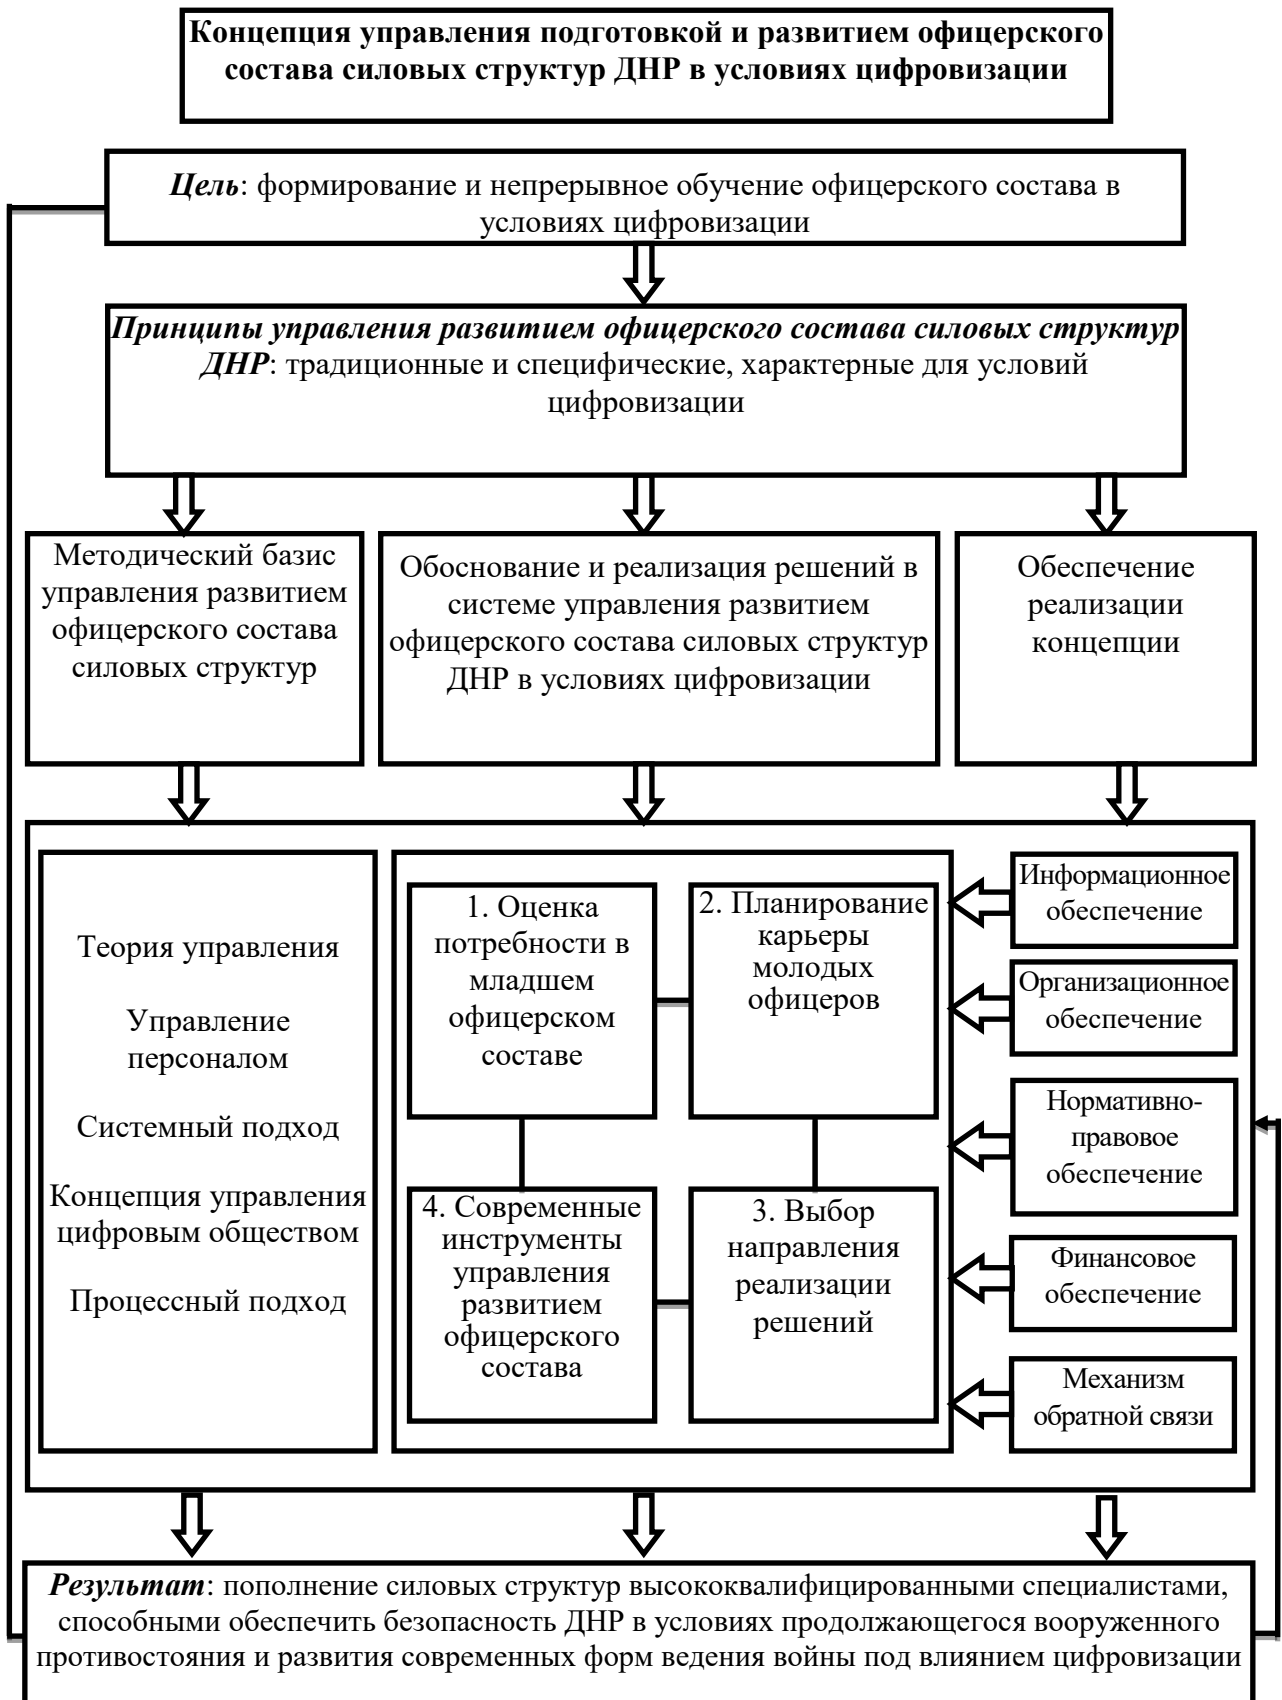 Концепция управления подготовкой и развитием офицерского
состава силовых структур ДНР в условиях цифровизации
Цель: формирование и непрерывное обучение офицерского состава в
условиях цифровизации
Принципы управления развитием офицерского состава силовых структур
ДНР: традиционные и специфические, характерные для условий
цифровизации
Методический базис
управления развитием
офицерского состава
силовых структур
Обоснование и реализация решений в
системе управления развитием
офицерского состава силовых структур
ДНР в условиях цифровизации
Обеспечение
реализации
концепции
Теория управления
Управление
персоналом
Системный подход
Концепция управления
цифровым обществом
Процессный подход
1. Оценка
потребности в
младшем
офицерском
составе
2. Планирование
карьеры
молодых
офицеров
4. Современные
инструменты
управления
развитием
офицерского
состава
3. Выбор
направления
реализации
решений
Информационное
обеспечение
Организационное
обеспечение
Нормативно-
правовое
обеспечение
Финансовое
обеспечение
Механизм
обратной связи
Результат: пополнение силовых структур высококвалифицированными специалистами,
способными обеспечить безопасность ДНР в условиях продолжающегося вооруженного
противостояния и развития современных форм ведения войны под влиянием цифровизации